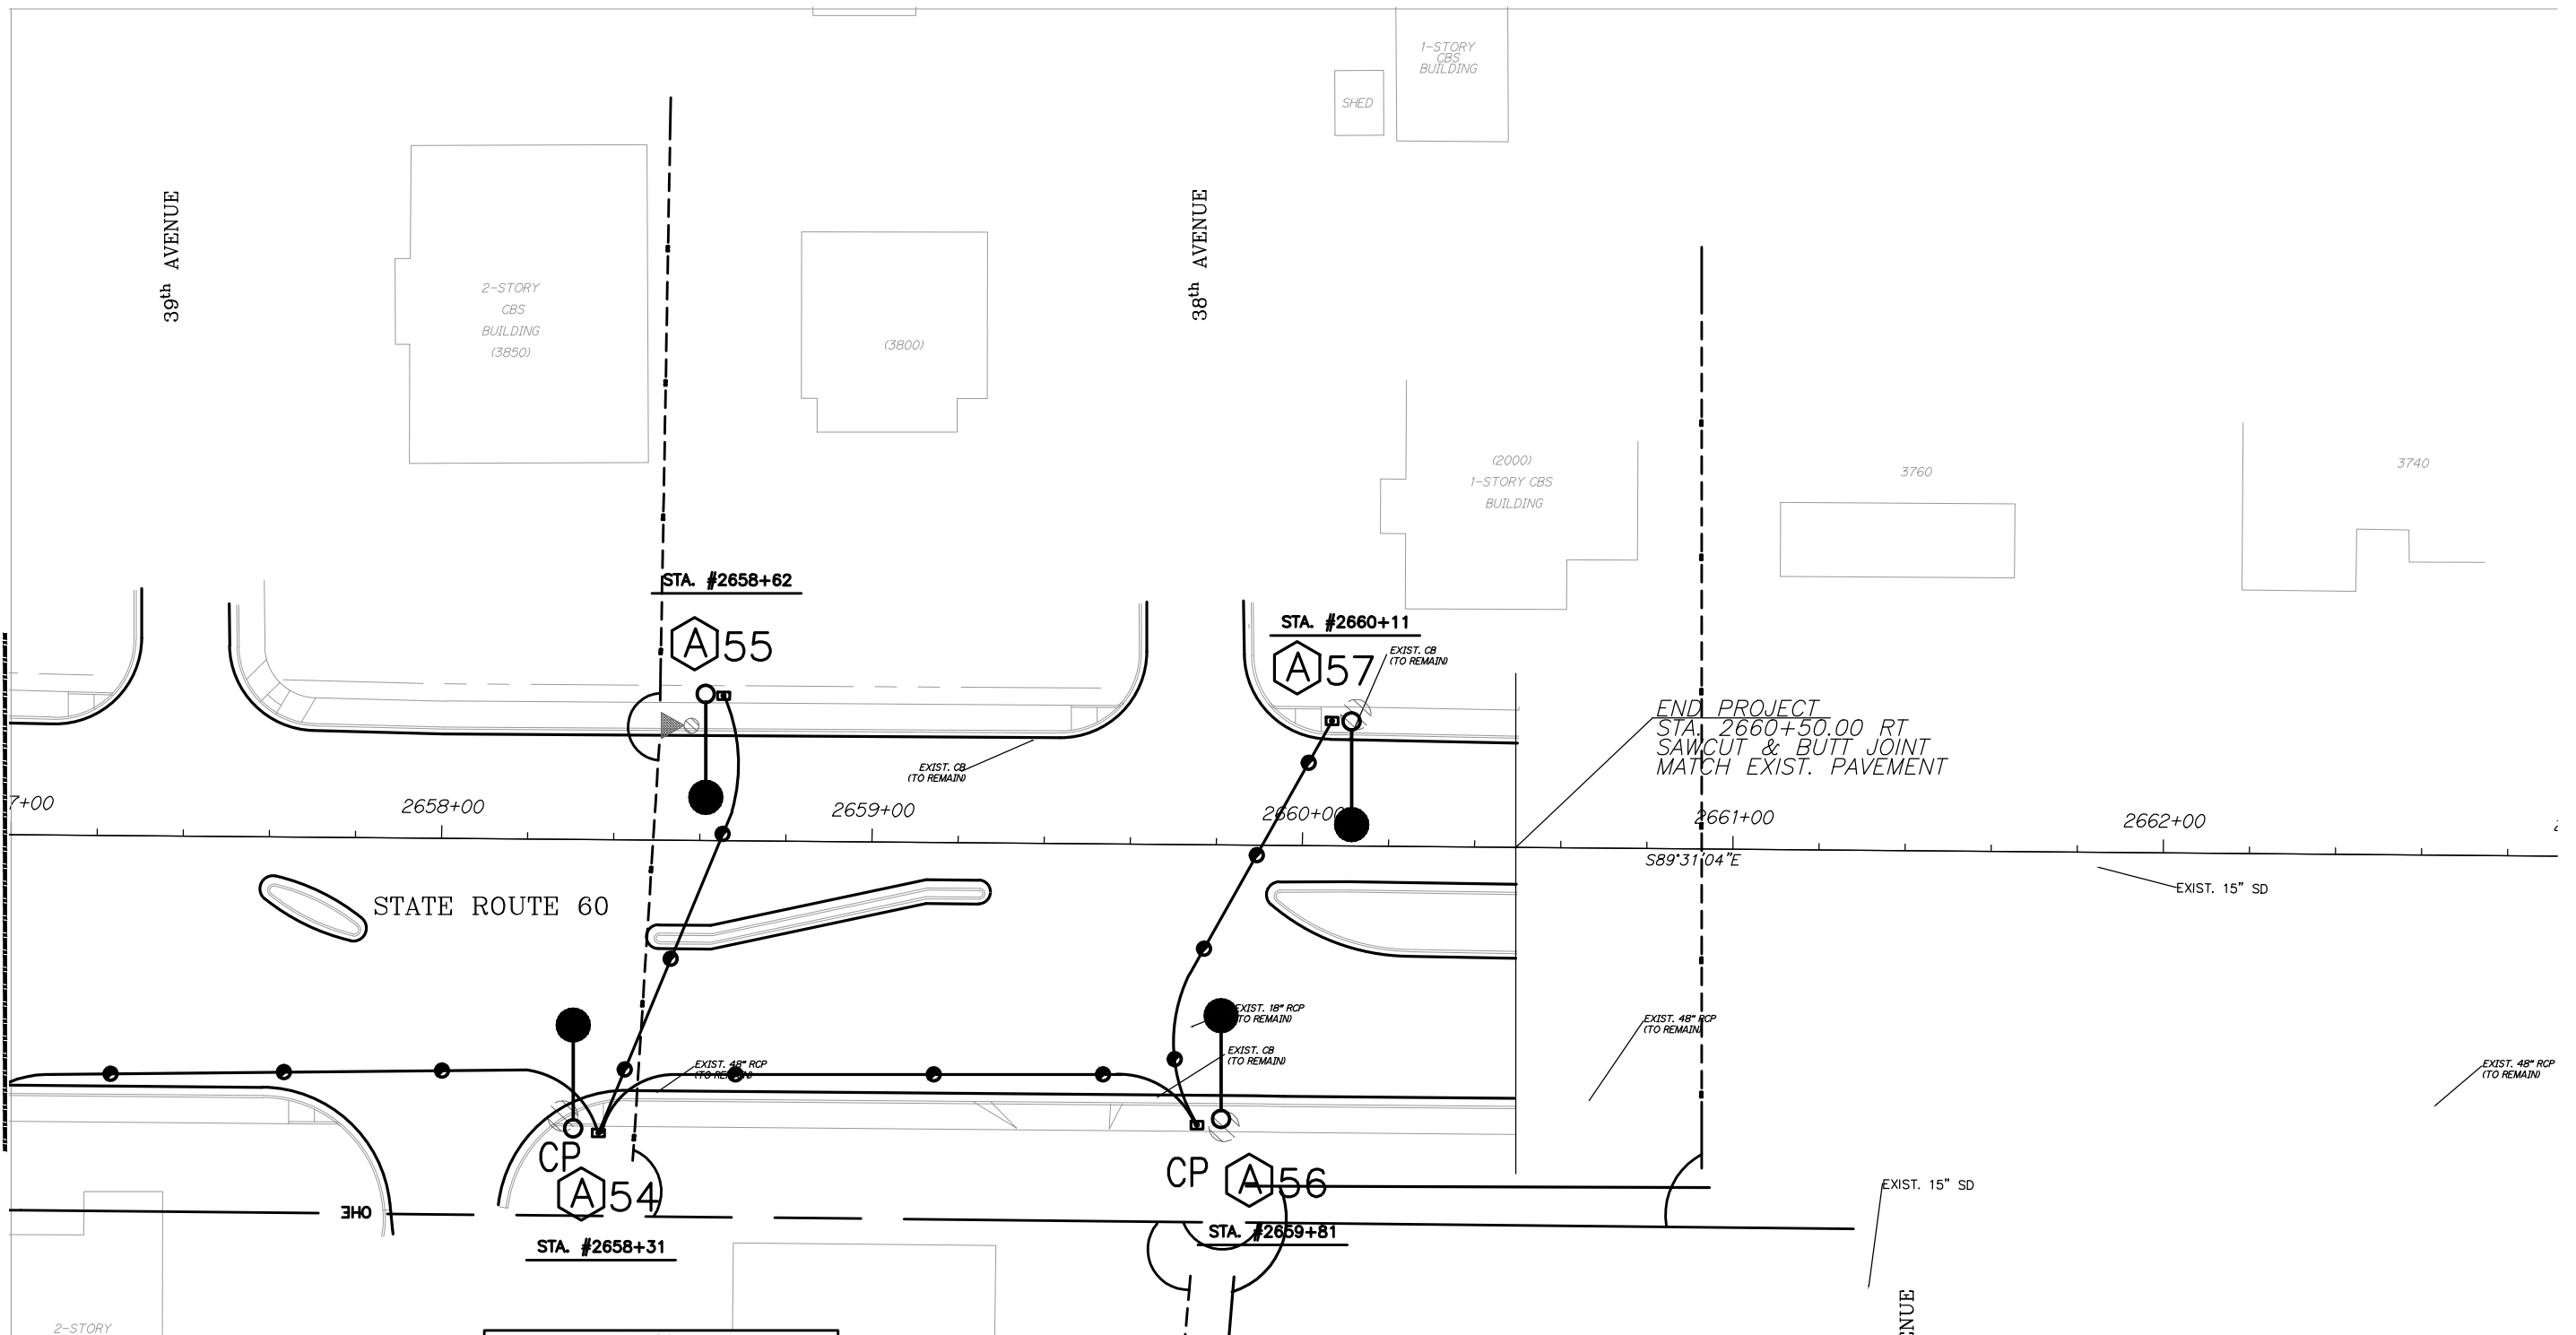 1-STORY
CBS
BUILDING
SHED
39th AVENUE
38th AVENUE
2-STORY
CBS
BUILDING
(3850)
(3800)
(2000)
1-STORY CBS
BUILDING
3760
3740
STA. #2658+62
A 55
STA. #2660+11
A 57
EXIST. CB
(TO REMAIN)
END PROJECT
STA. 2660+50.00 RT
SAWCUT & BUTT JOINT
MATCH EXIST. PAVEMENT
EXIST. CB
(TO REMAIN)
7+00
2658+00
2659+00
2660+00
2661+00
2662+00
S89°31'04"E
EXIST. 15" SD
STATE ROUTE 60
EXIST. 18" RCP
(TO REMAIN)
EXIST. 48" RCP
(TO REMAIN)
EXIST. CB
(TO REMAIN)
EXIST. 48" RCP
(TO REMAIN)
EXIST. 48" RCP
(TO REMAIN)
CP
A 54
CP
A 56
EXIST. 15" SD
OHE
STA. #2658+31
STA. #2659+81
2-STORY
ENUE